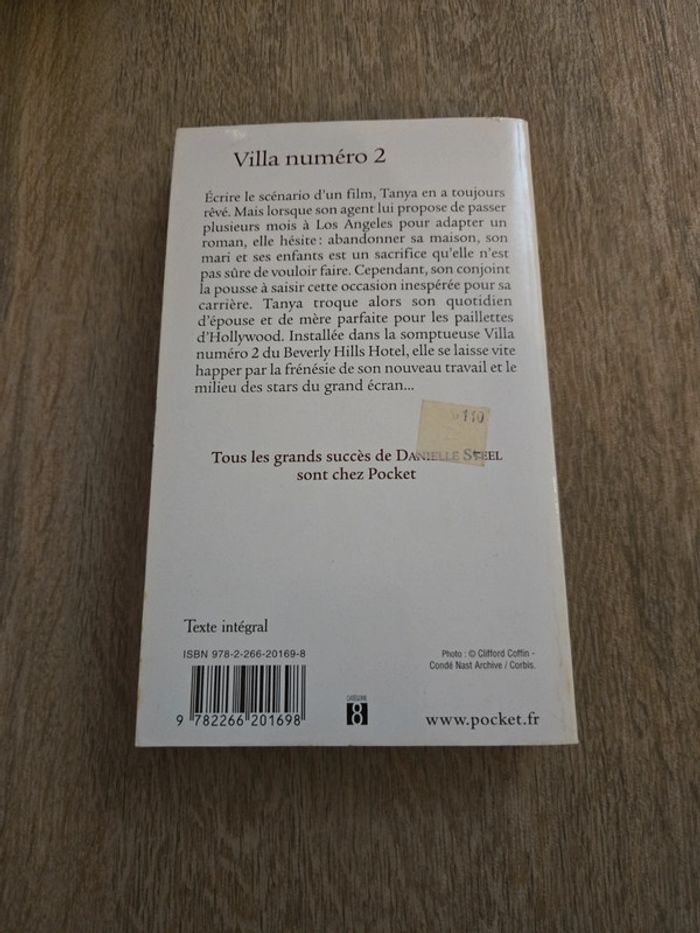 Villa numéro 2
Écrire le scénario d'un film, Tanya en a toujours
rêvé. Mais lorsque son agent lui propose de passer
plusieurs mois à Los Angeles pour adapter un
roman, elle hésite : abandonner sa maison, son
mari et ses enfants est un sacrifice qu'elle n'est
pas sûre de vouloir faire. Cependant, son conjoint
la pousse à saisir cette occasion inespérée pour sa
carrière. Tanya troque alors son quotidien
d'épouse et de mère parfaite pour les paillettes
d'Hollywood. Installée dans la somptueuse Villa
numéro 2 du Beverly Hills Hotel, elle se laisse vite
happer par la frénésie de son nouveau travail et le
milieu des stars du grand écran...
Tous les grands succès de DANIELLE STEEL
sont chez Pocket
Texte intégral
ISBN 978-2-266-20169-8
9 782266 201698
CATÉGORIE
8
Photo : © Clifford Coffin -
Condé Nast Archive / Corbis.
www.pocket.fr